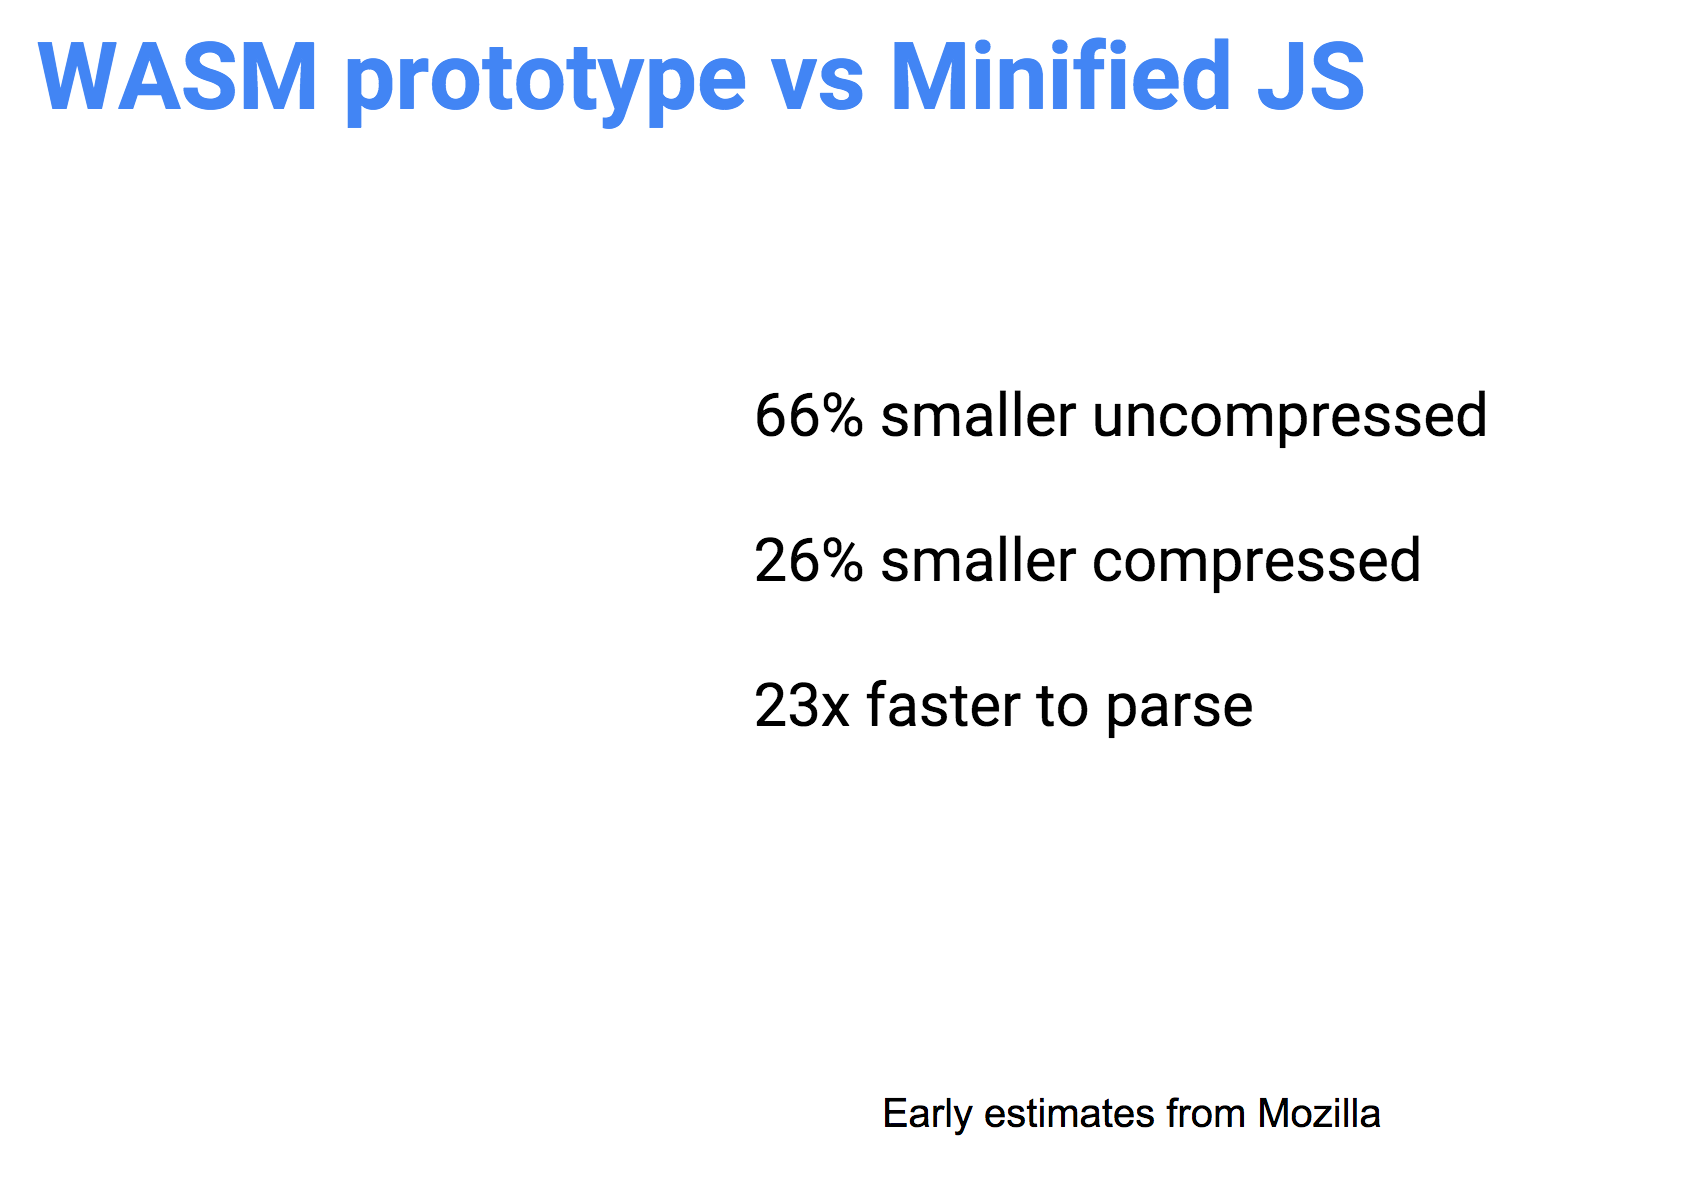 WASM prototype vs Minified JS
66% smaller uncompressed
26% smaller compressed
23x faster to parse
Early estimates from Mozilla